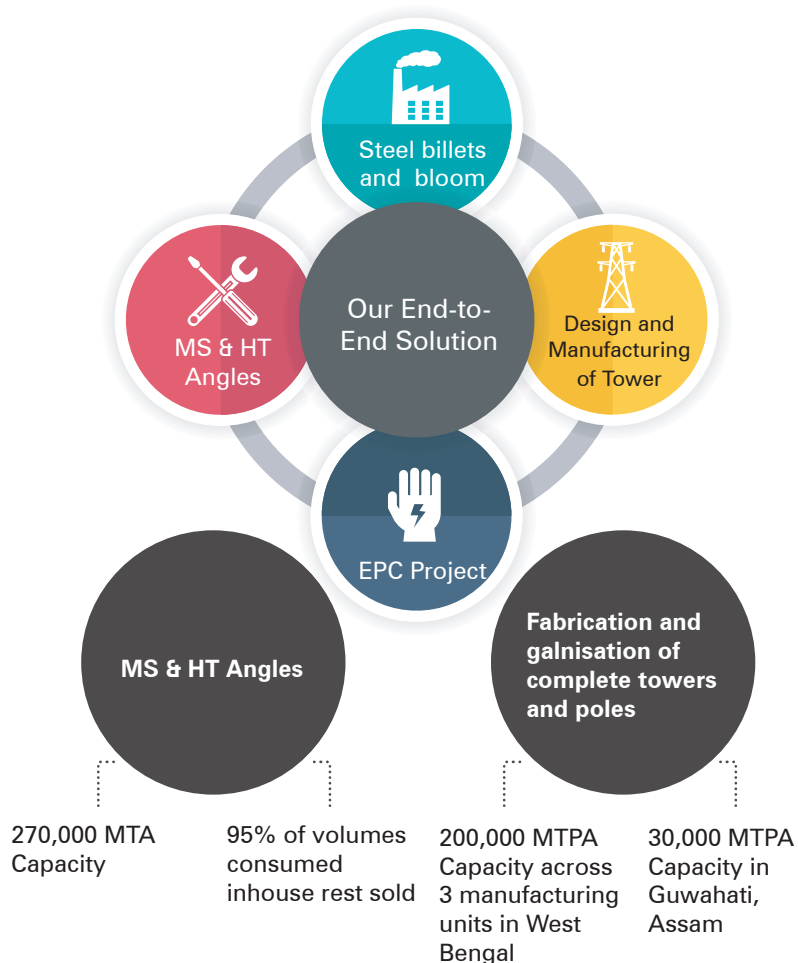 Steel billets
and bloom
Our End-to-
End Solution
MS & HT
Angles
Design and
Manufacturing
of Tower
EPC Project
MS & HT Angles
Fabrication and
galnisation of
complete towers
and poles
270,000 MTA
Capacity
95% of volumes
consumed
inhouse rest sold
200,000 MTPA
Capacity across
3 manufacturing
units in West
Bengal
30,000 MTPA
Capacity in
Guwahati,
Assam